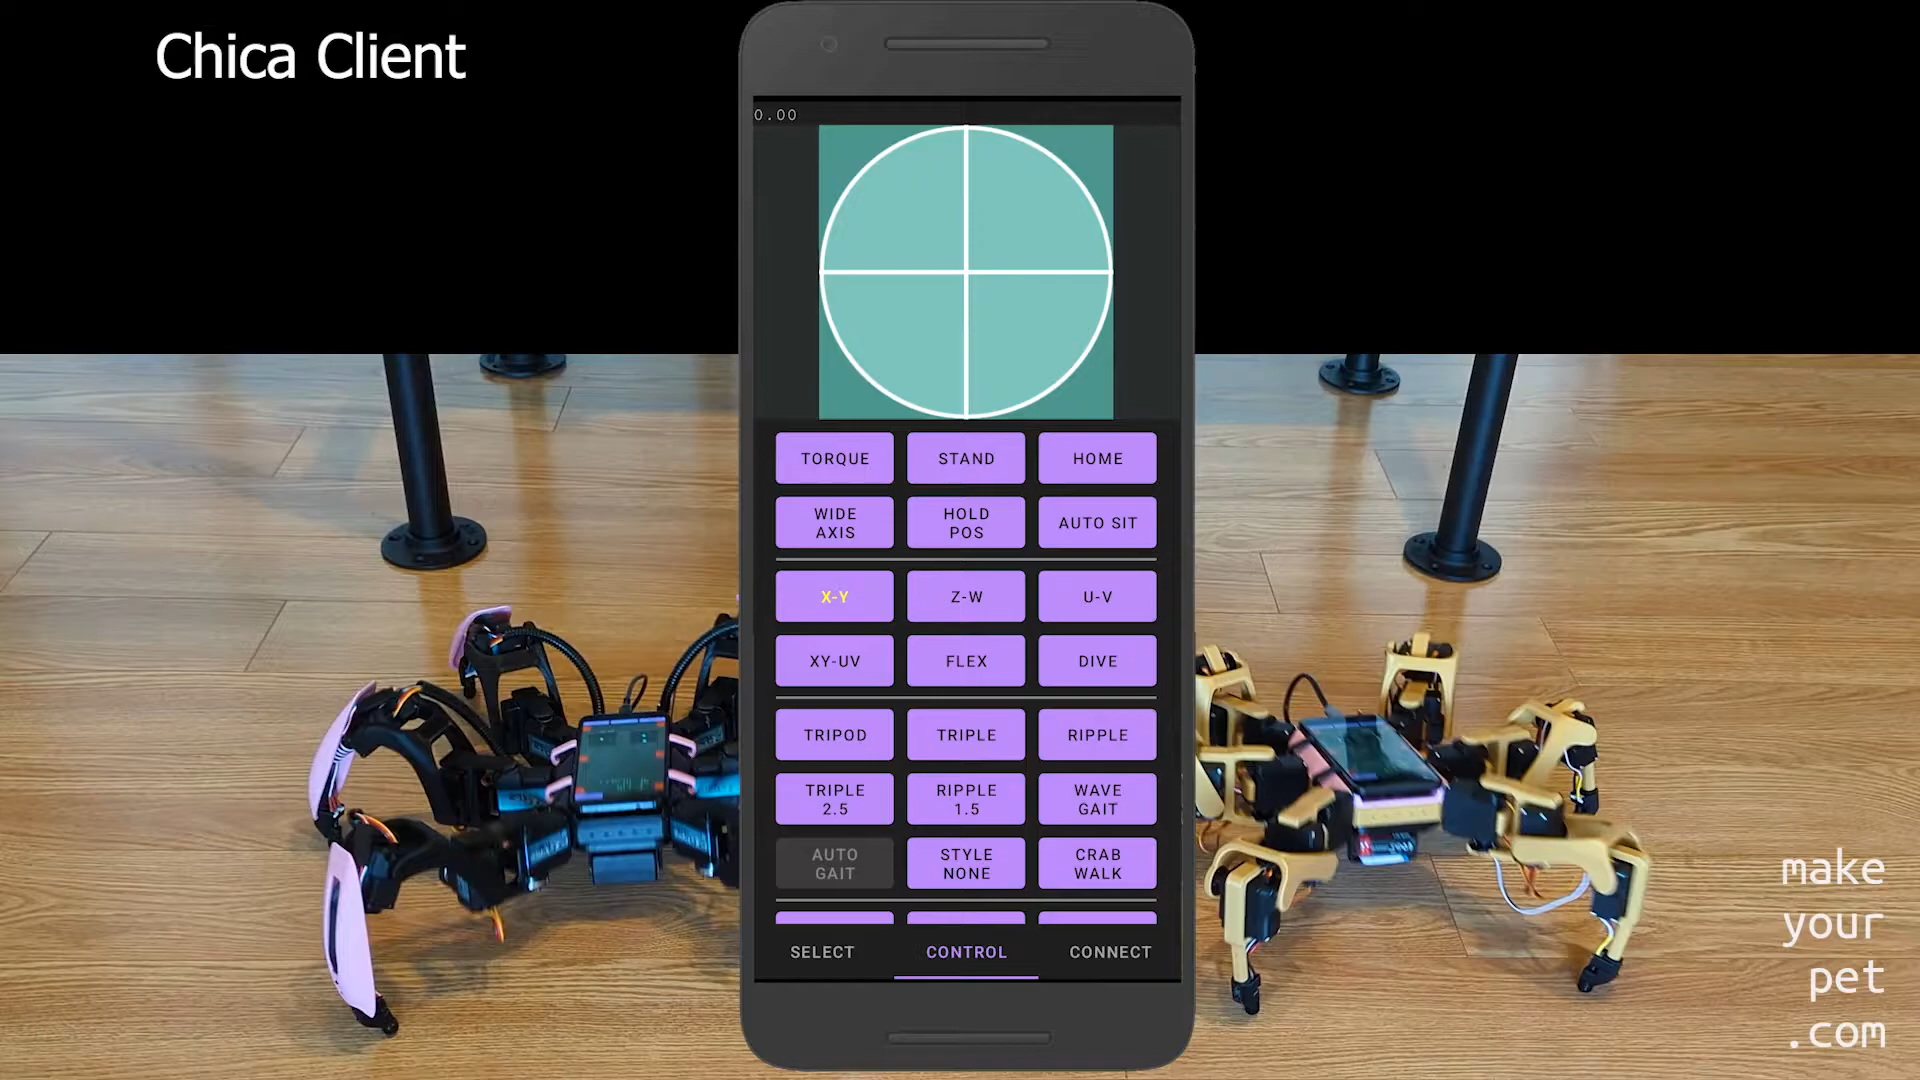 Chica Client
0.00
TORQUE STAND HOME
WIDE AXIS HOLD POS AUTO SIT
X-Y Z-W U-V
XY-UV FLEX DIVE
TRIPOD TRIPLE RIPPLE
TRIPLE 2.5 RIPPLE 1.5 WAVE GAIT
AUTO GAIT STYLE NONE CRAB WALK
SELECT CONTROL CONNECT
make
your
pet
.com